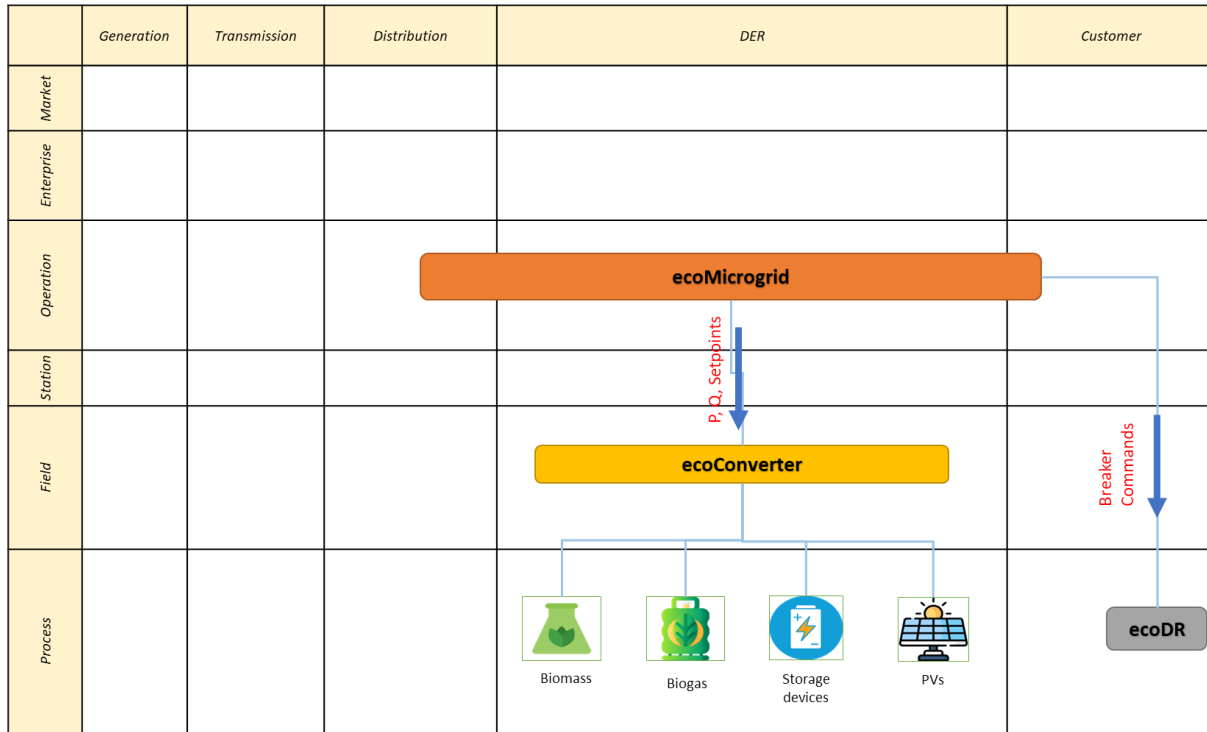 Generation
Transmission
Distribution
DER
Customer
Market
Enterprise
Operation
ecoMicrogrid
P, Q, Setpoints
Station
Field
ecoConverter
Breaker
Commands
Process
Biomass
Biogas
Storage
devices
PVs
ecoDR